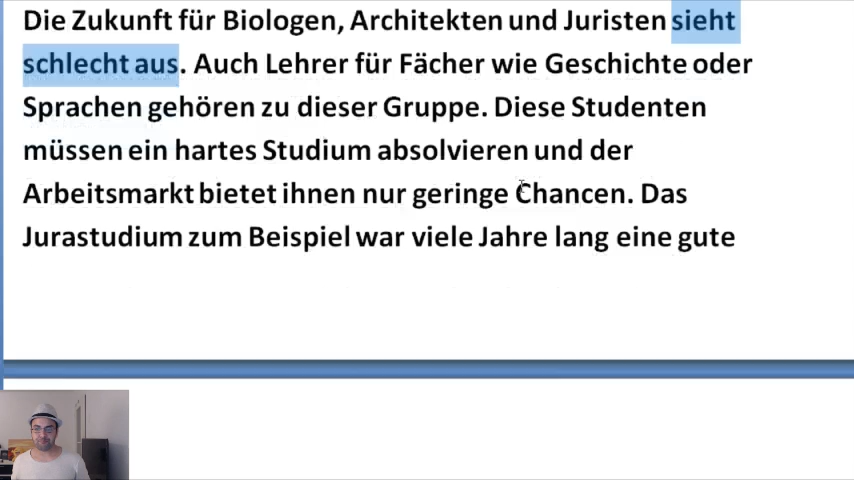 Die Zukunft für Biologen, Architekten und Juristen sieht
schlecht aus. Auch Lehrer für Fächer wie Geschichte oder
Sprachen gehören zu dieser Gruppe. Diese Studenten
müssen ein hartes Studium absolvieren und der
Arbeitsmarkt bietet ihnen nur geringe Chancen. Das
Jurastudium zum Beispiel war viele Jahre lang eine gute